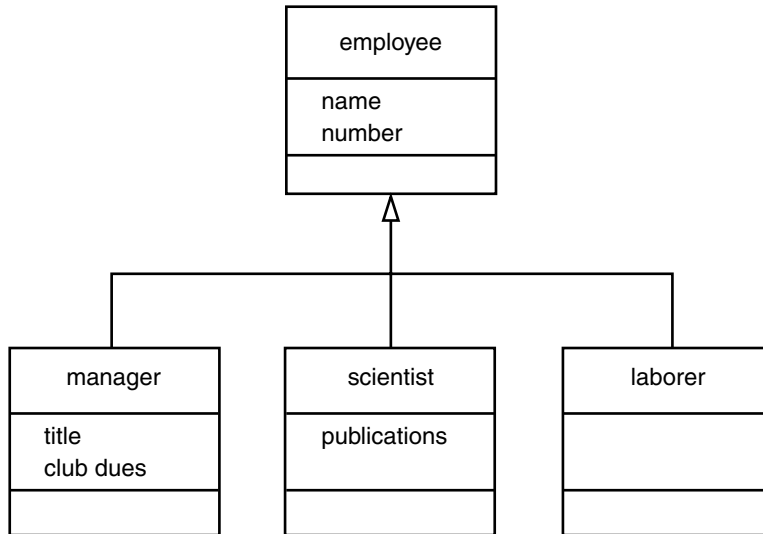 employee
name
number
manager
title
club dues
scientist
publications
laborer